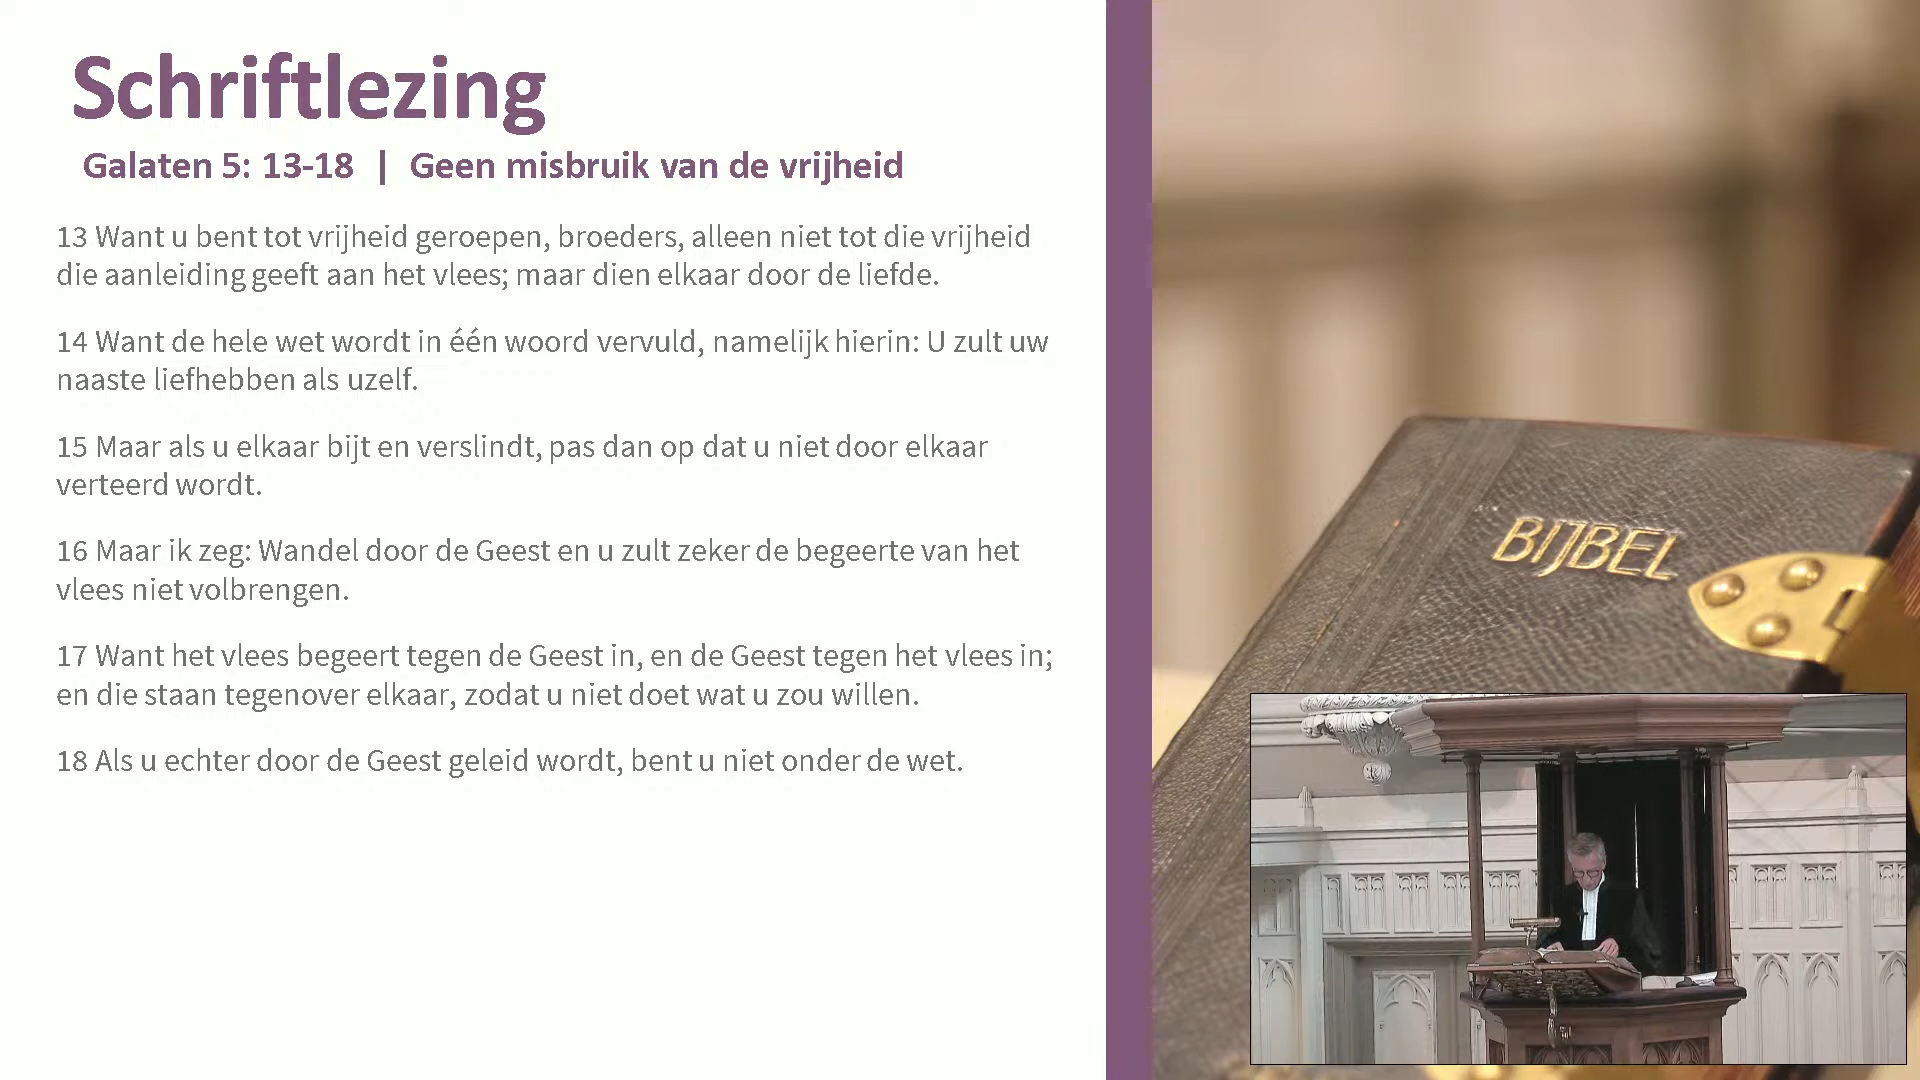 Schriftlezing
Galaten 5: 13-18 | Geen misbruik van de vrijheid
13 Want u bent tot vrijheid geroepen, broeders, alleen niet tot die vrijheid
die aanleiding geeft aan het vlees; maar dien elkaar door de liefde.
14 Want de hele wet wordt in één woord vervuld, namelijk hierin: U zult uw
naaste liefhebben als uzelf.
15 Maar als u elkaar bijt en verslindt, pas dan op dat u niet door elkaar
verteerd wordt.
16 Maar ik zeg: Wandel door de Geest en u zult zeker de begeerte van het
vlees niet volbrengen.
17 Want het vlees begeert tegen de Geest in, en de Geest tegen het vlees in;
en die staan tegenover elkaar, zodat u niet doet wat u zou willen.
18 Als u echter door de Geest geleid wordt, bent u niet onder de wet.
BIJBEL